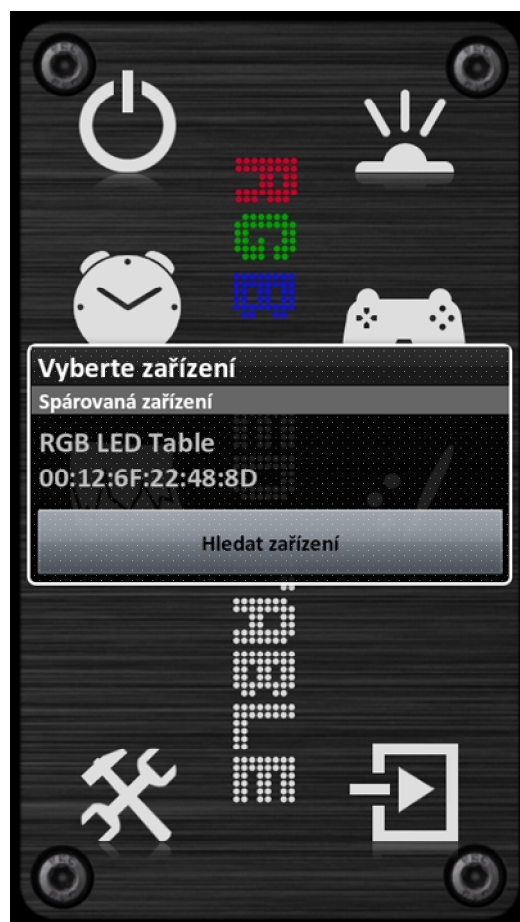 RGB
ABLE
Vyberte zařízení
Spárovaná zařízení
RGB LED Table
00:12:6F:22:48:8D
Hledat zařízení